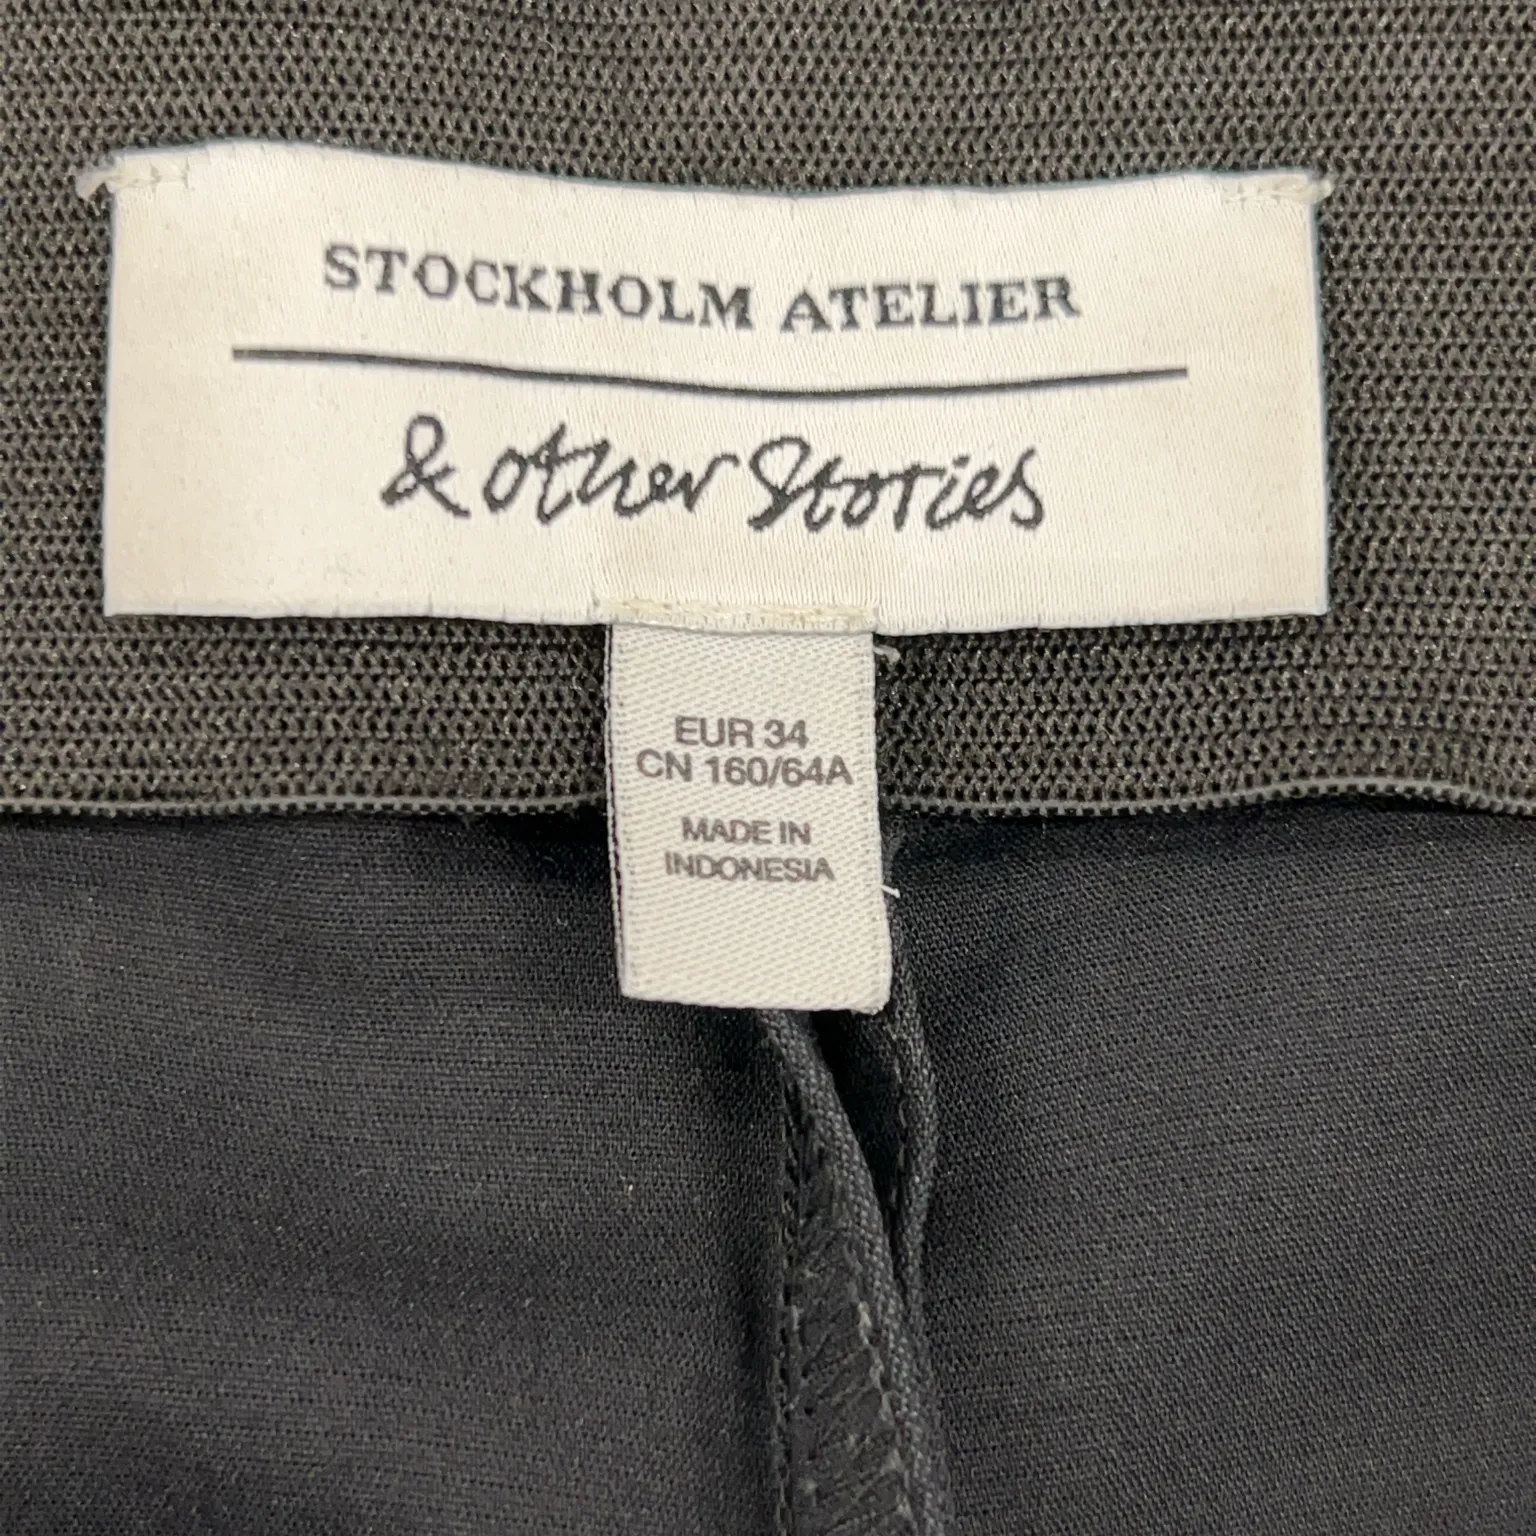 STOCKHOLM ATELIER
& other Stories
EUR 34
CN 160/64A
MADE IN
INDONESIA